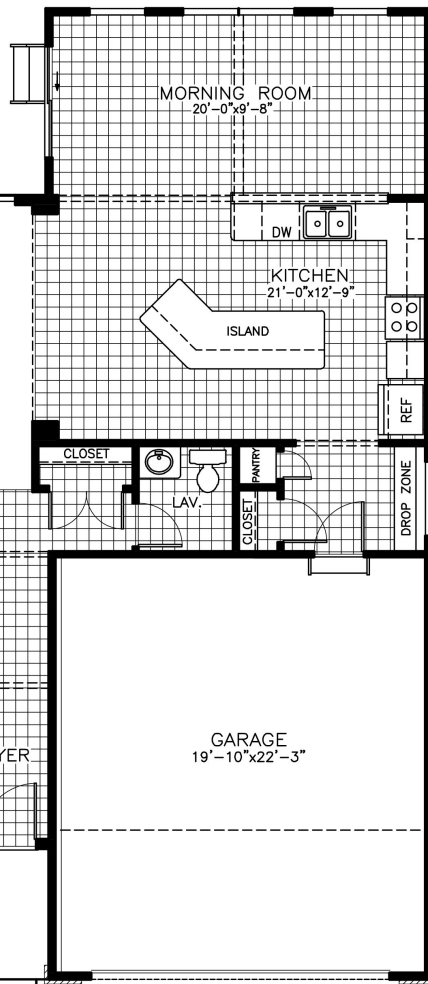 MORNING ROOM
20'-0"x9'-8"
DW
KITCHEN
21'-0"x12'-9"
ISLAND
REF
CLOSET
PANTRY
LAV.
CLOSET
DROP ZONE
GARAGE
19'-10"x22'-3"
YER